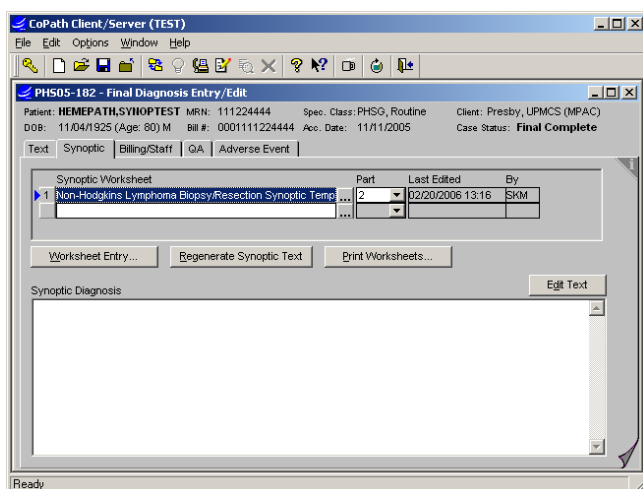 CoPath Client/Server (TEST)
File Edit Options Window Help
PHS05-182 - Final Diagnosis Entry/Edit
Patient: HEMEPATH,SYNOPTEST MRN: 111224444 Spec. Class: PHSG, Routine Client: Presby, UPMCS (MPAC)
DOB: 11/04/1925 (Age: 80) M Bill #: 0001111224444 Acc. Date: 11/11/2005 Case Status: Final Complete
Text Synoptic Billing/Staff QA Adverse Event
Synoptic Worksheet Part Last Edited By
1 Non-Hodgkins Lymphoma Biopsy/Resection Synoptic Temp ... 2 02/20/2006 13:16 SKM
...
Worksheet Entry... Regenerate Synoptic Text Print Worksheets...
Edit Text
Synoptic Diagnosis
Ready